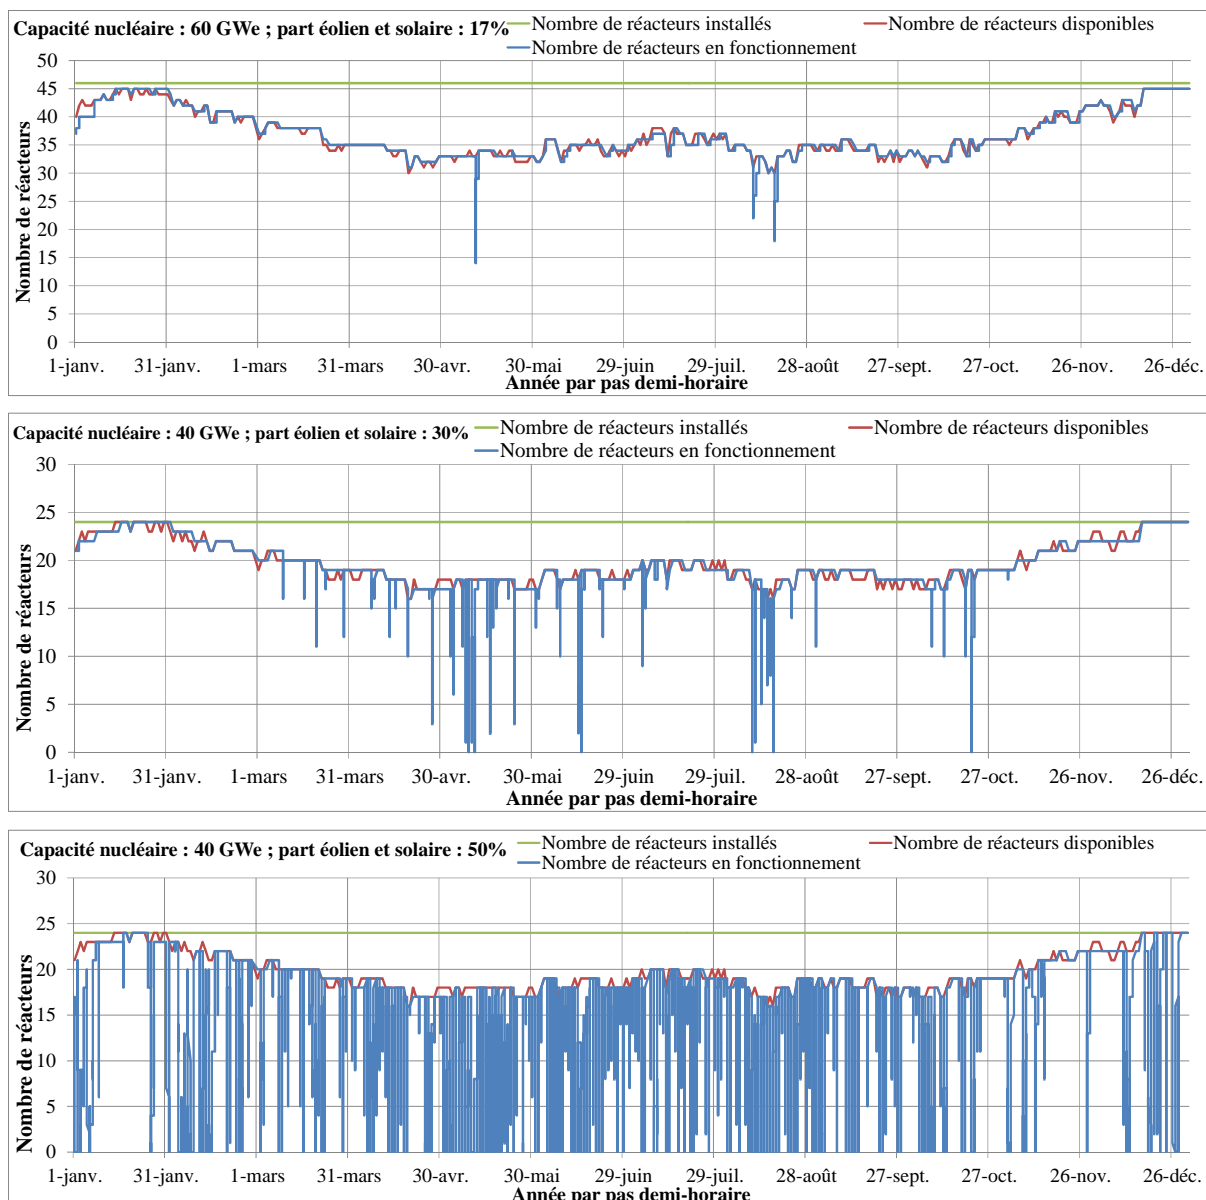 Capacité nucléaire : 60 GWe ; part éolien et solaire : 17%
Nombre de réacteurs installés
Nombre de réacteurs disponibles
Nombre de réacteurs en fonctionnement
Nombre de réacteurs
50
45
40
35
30
25
20
15
10
5
0
1-janv. 31-janv. 1-mars 31-mars 30-avr. 30-mai 29-juin 29-juil. 28-août 27-sept. 27-oct. 26-nov. 26-déc.
Année par pas demi-horaire
Capacité nucléaire : 40 GWe ; part éolien et solaire : 30%
Nombre de réacteurs installés
Nombre de réacteurs disponibles
Nombre de réacteurs en fonctionnement
Nombre de réacteurs
30
25
20
15
10
5
0
1-janv. 31-janv. 1-mars 31-mars 30-avr. 30-mai 29-juin 29-juil. 28-août 27-sept. 27-oct. 26-nov. 26-déc.
Année par pas demi-horaire
Capacité nucléaire : 40 GWe ; part éolien et solaire : 50%
Nombre de réacteurs installés
Nombre de réacteurs disponibles
Nombre de réacteurs en fonctionnement
Nombre de réacteurs
30
25
20
15
10
5
0
1-janv. 31-janv. 1-mars 31-mars 30-avr. 30-mai 29-juin 29-juil. 28-août 27-sept. 27-oct. 26-nov. 26-déc.
Année par pas demi-horaire